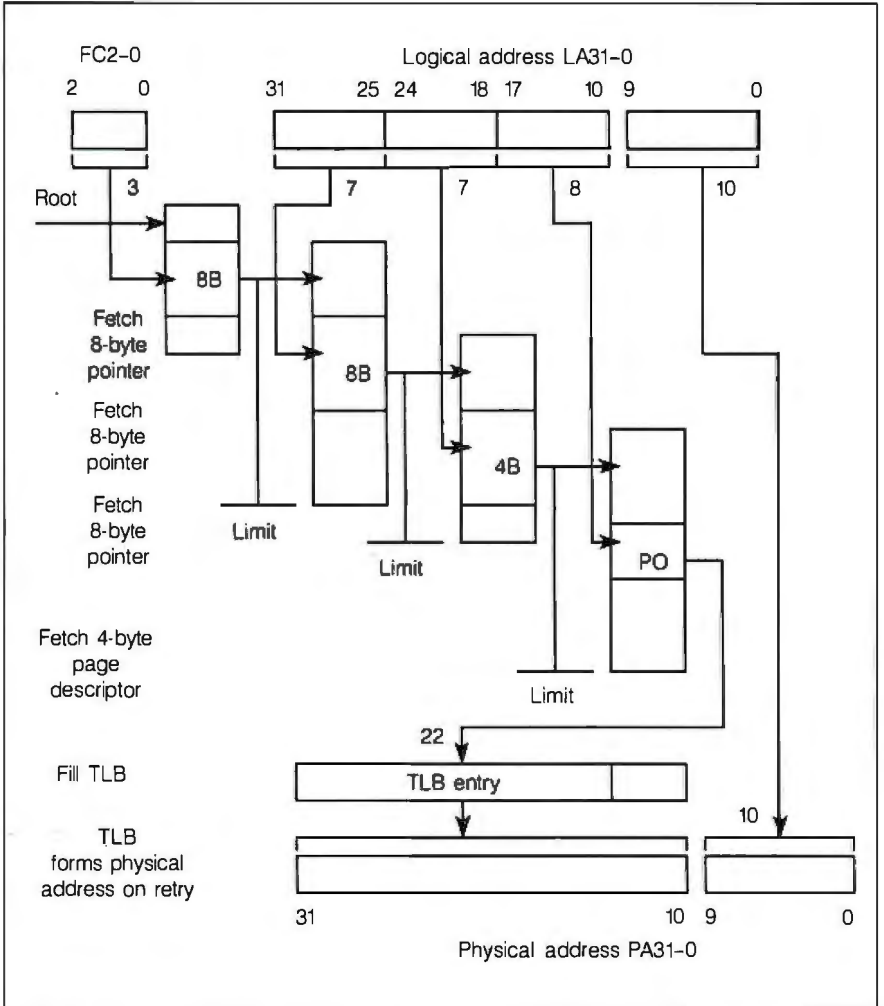 FC2-0
Logical address LA31-0
2 0
31 25 24 18 17 10 9 0
3 7 7 8 10
Root
8B
Fetch
8-byte
pointer
8B
Fetch
8-byte
pointer
4B
Fetch
8-byte
pointer
Limit
Limit
PO
Fetch 4-byte
page
descriptor
Limit
22
Fill TLB
TLB entry
TLB
forms physical
address on retry
10
31 10 9 0
Physical address PA31-0